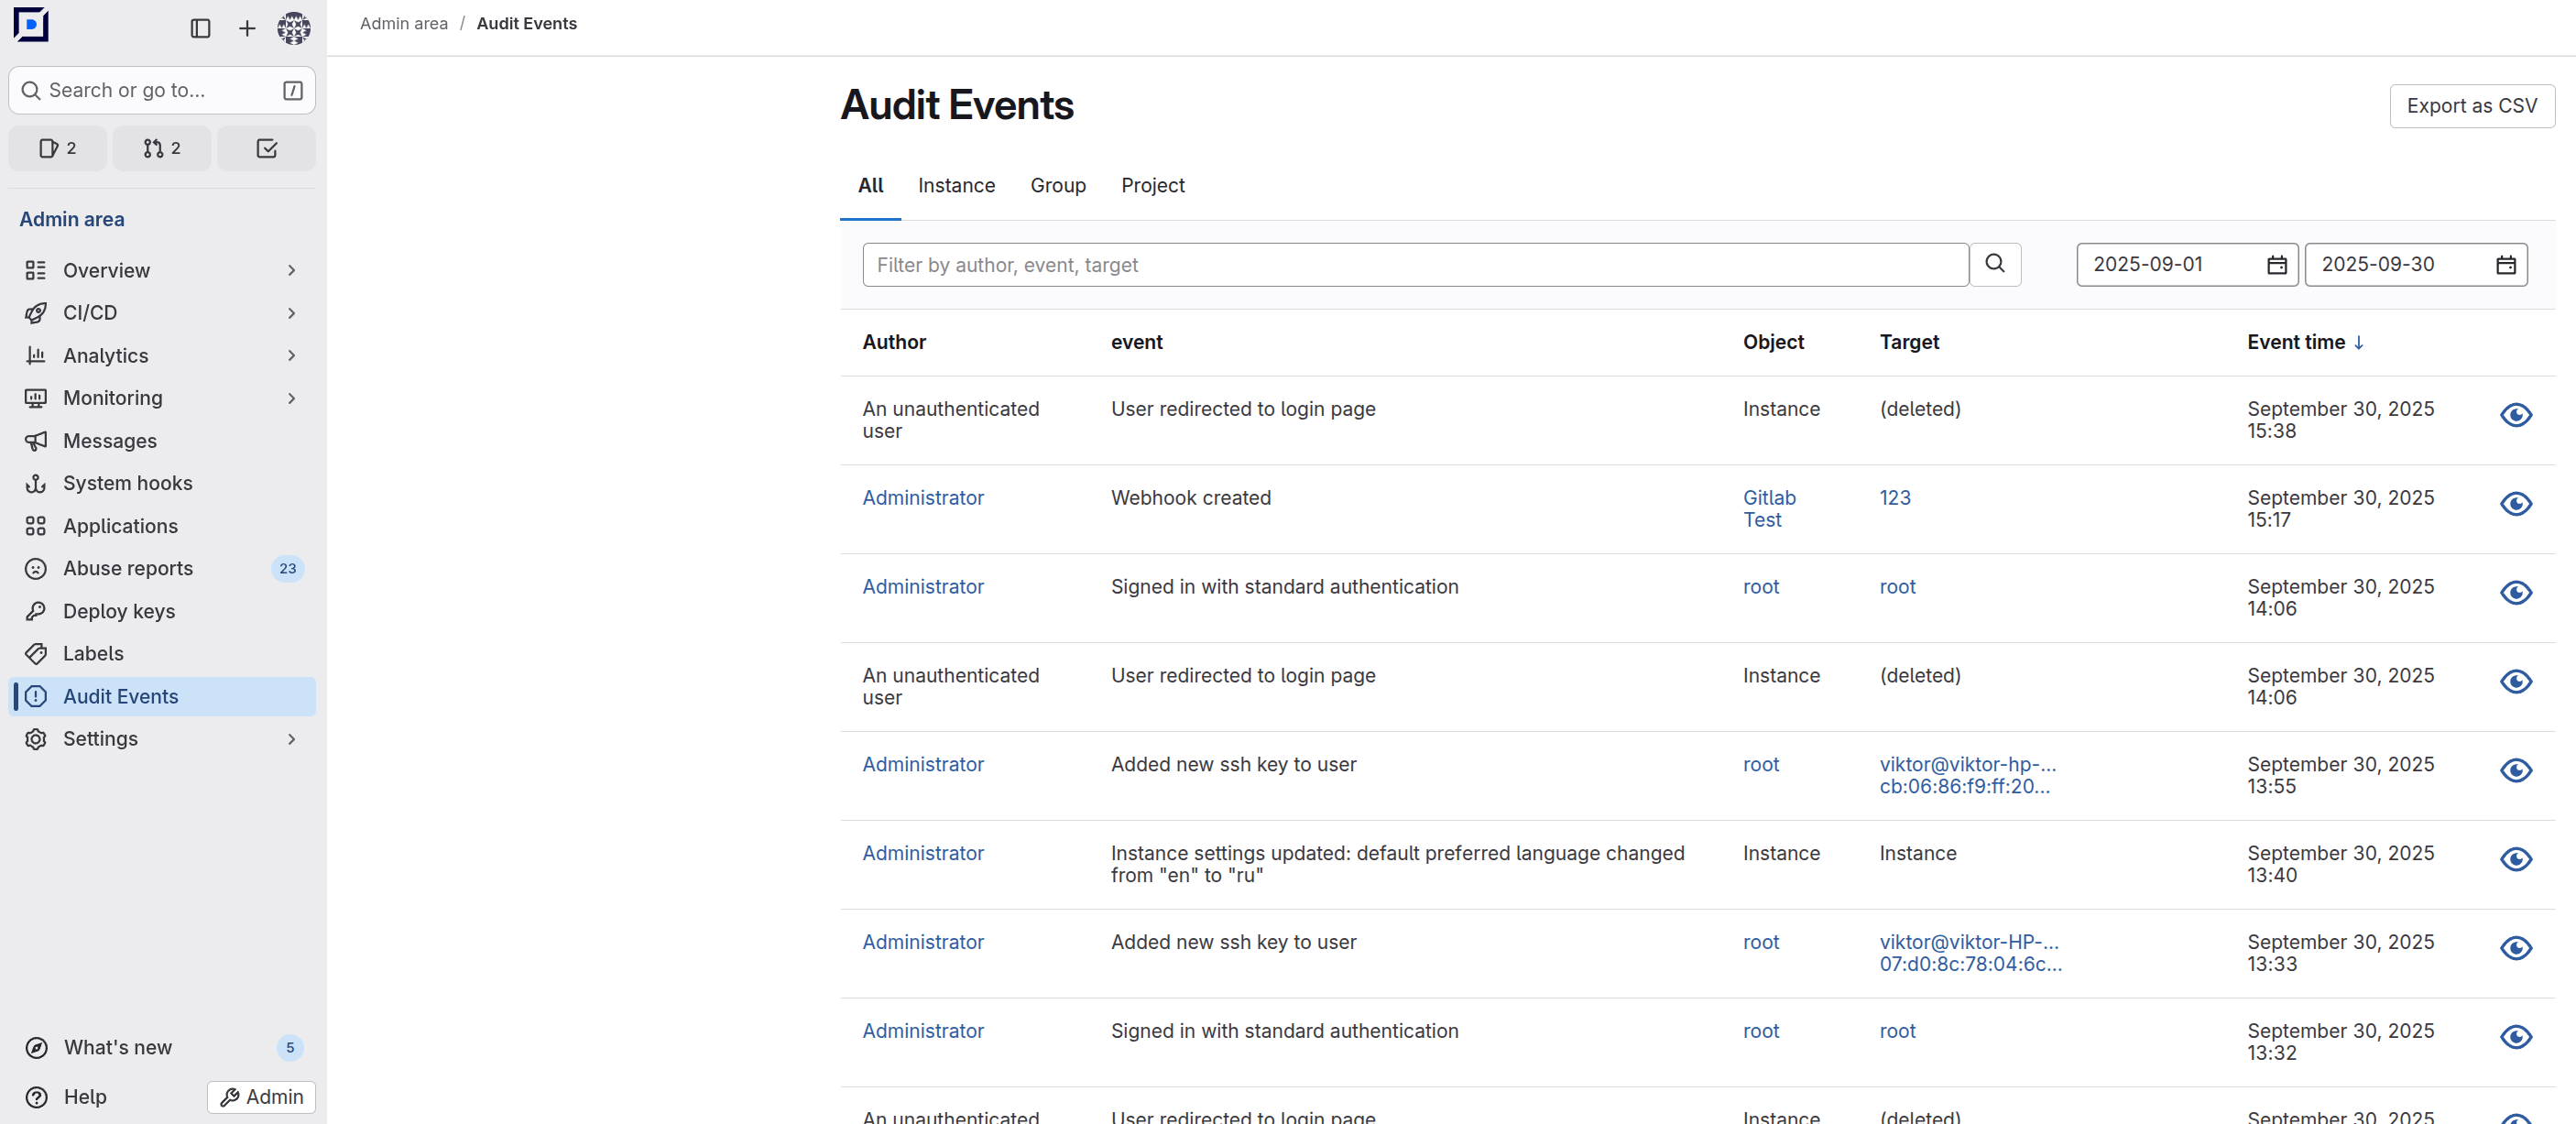 Admin area / Audit Events
Search or go to... /
2 2
Admin area
Overview
CI/CD
Analytics
Monitoring
Messages
System hooks
Applications
Abuse reports 23
Deploy keys
Labels
Audit Events
Settings
What's new 5
Help Admin
Audit Events
Export as CSV
All Instance Group Project
Filter by author, event, target 2025-09-01 2025-09-30
Author event Object Target Event time ↓
An unauthenticated User redirected to login page Instance (deleted) September 30, 2025
user 15:38
Administrator Webhook created Gitlab 123 September 30, 2025
Test 15:17
Administrator Signed in with standard authentication root root September 30, 2025
14:06
An unauthenticated User redirected to login page Instance (deleted) September 30, 2025
user 14:06
Administrator Added new ssh key to user root viktor@viktor-hp-... September 30, 2025
cb:06:86:f9:ff:20... 13:55
Administrator Instance settings updated: default preferred language changed Instance Instance September 30, 2025
from "en" to "ru" 13:40
Administrator Added new ssh key to user root viktor@viktor-HP-... September 30, 2025
07:d0:8c:78:04:6c... 13:33
Administrator Signed in with standard authentication root root September 30, 2025
13:32
An unauthenticated User redirected to login page Instance (deleted) September 30, 2025